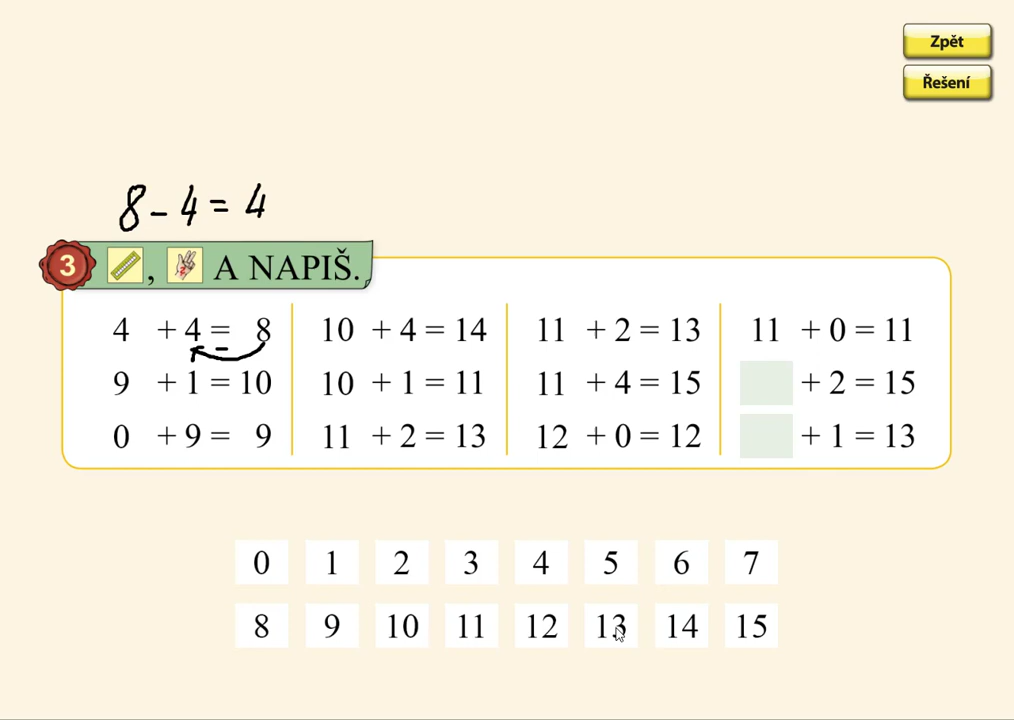 Zpět
Řešení
8 - 4 = 4
3 , A NAPIŠ.
4 + 4 = 8
9 + 1 = 10
0 + 9 = 9
10 + 4 = 14
10 + 1 = 11
11 + 2 = 13
11 + 2 = 13
11 + 4 = 15
12 + 0 = 12
11 + 0 = 11
+ 2 = 15
+ 1 = 13
0 1 2 3 4 5 6 7
8 9 10 11 12 13 14 15